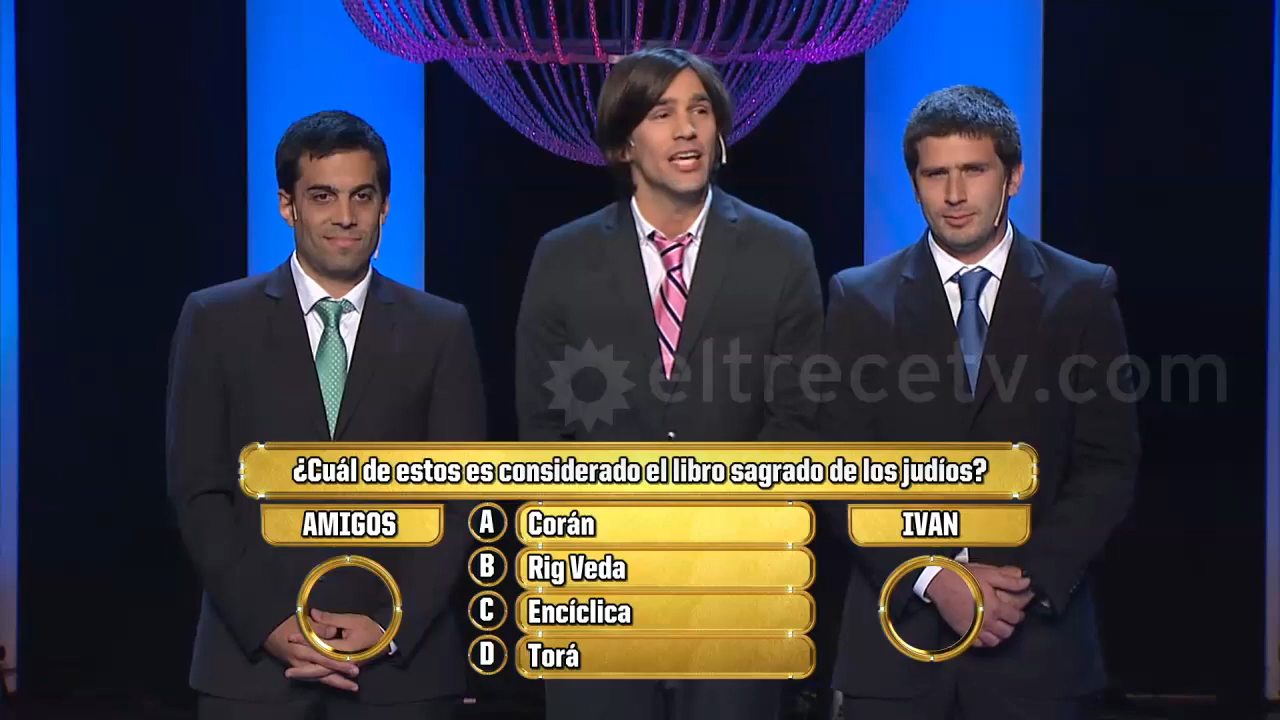 eltrecetv.com
¿Cuál de estos es considerado el libro sagrado de los judíos?
AMIGOS
A Corán
IVAN
B Rig Veda
C Encíclica
D Torá